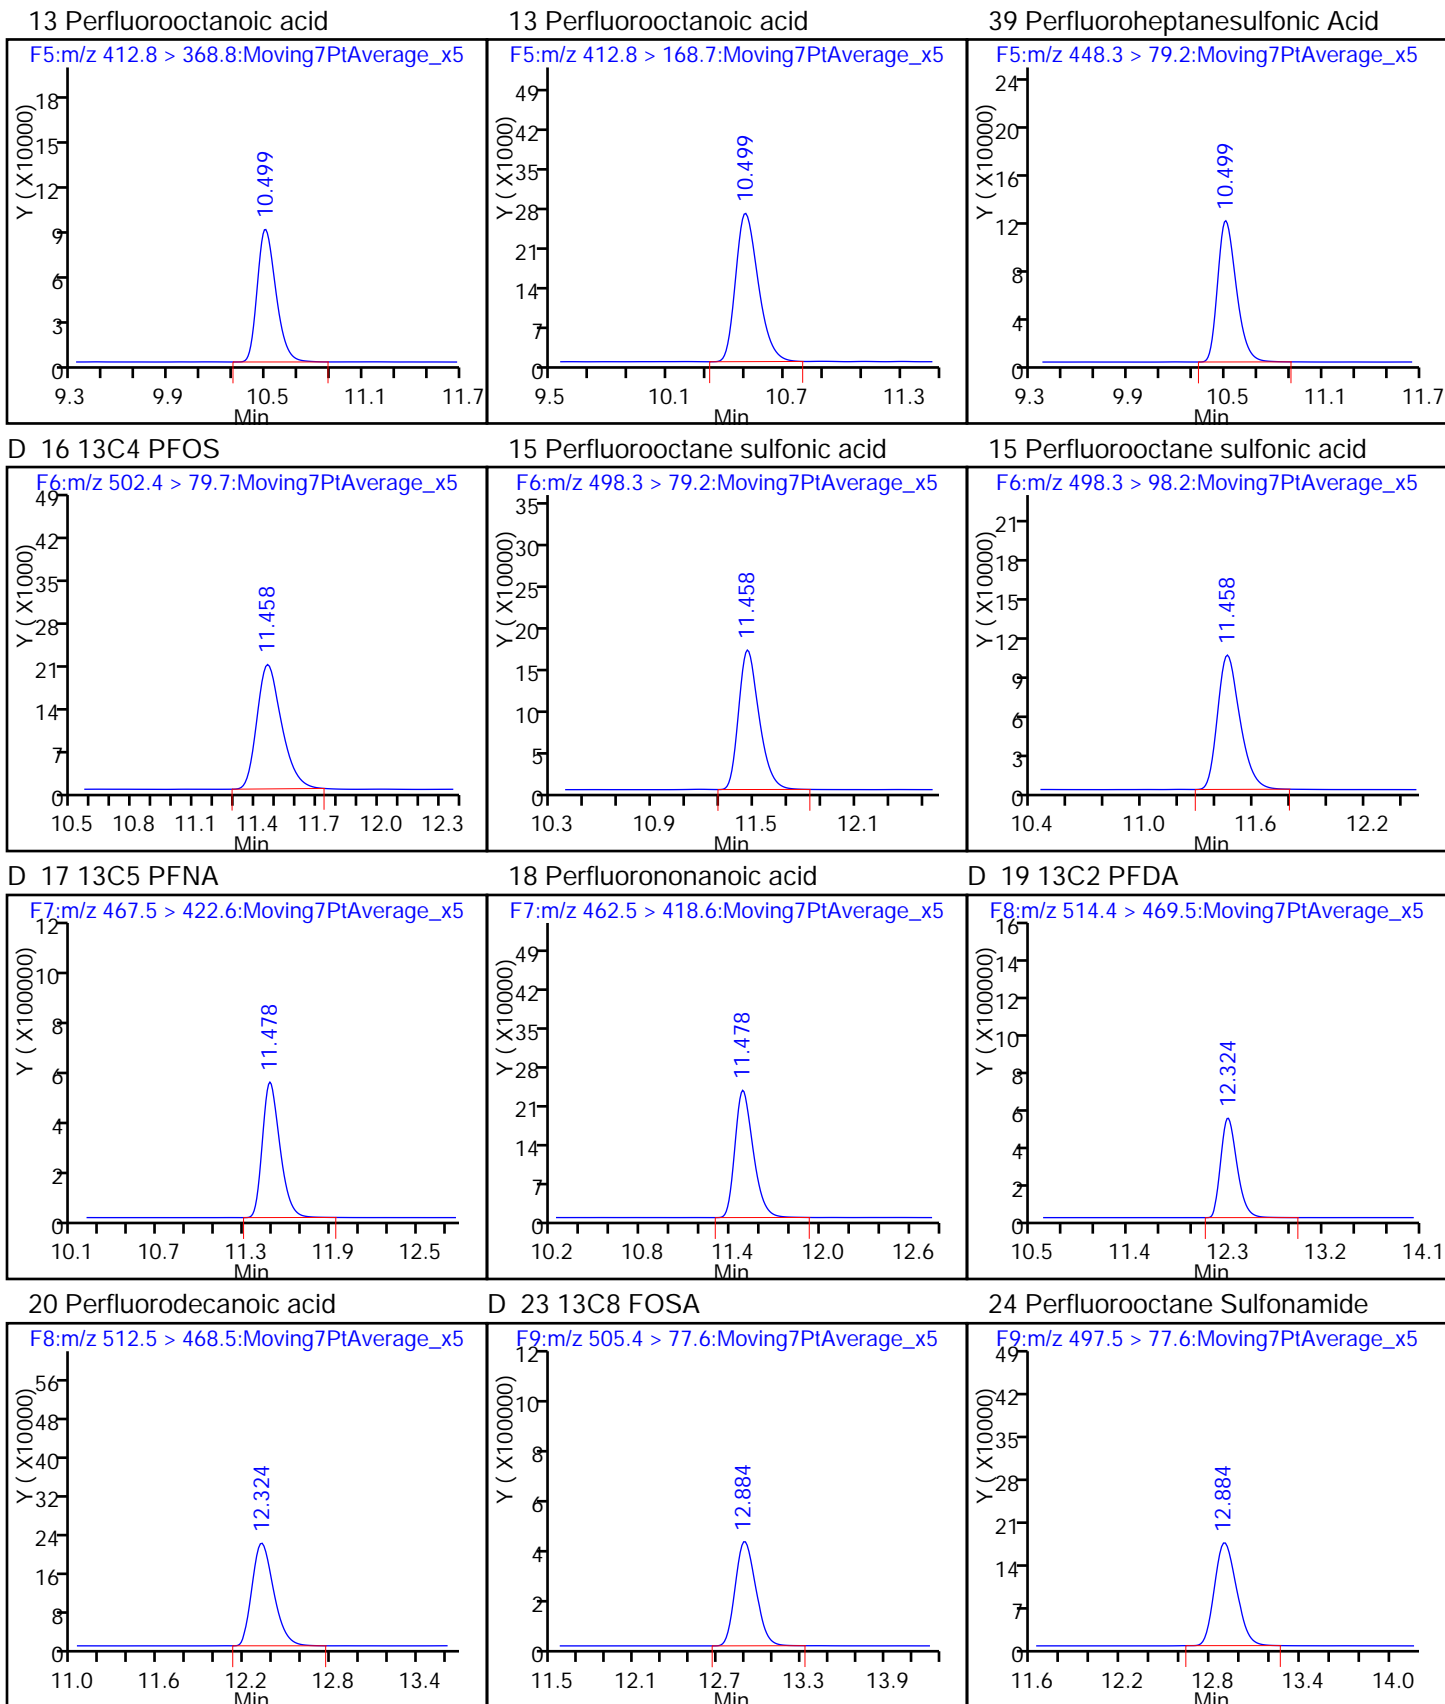 13 Perfluorooctanoic acid
F5:m/z 412.8 > 368.8:Moving7PtAverage_x5
Y ( X10000)
18
15
12
9
6
3
0
10.499
9.3 9.9 10.5 11.1 11.7
Min
13 Perfluorooctanoic acid
F5:m/z 412.8 > 168.7:Moving7PtAverage_x5
Y ( X1000)
49
42
35
28
21
14
7
0
10.499
9.5 10.1 10.7 11.3
Min
39 Perfluoroheptanesulfonic Acid
F5:m/z 448.3 > 79.2:Moving7PtAverage_x5
Y ( X10000)
24
20
16
12
8
4
0
10.499
9.3 9.9 10.5 11.1 11.7
Min
D 16 13C4 PFOS
F6:m/z 502.4 > 79.7:Moving7PtAverage_x5
Y ( X1000)
49
42
35
28
21
14
7
0
11.458
10.5 10.8 11.1 11.4 11.7 12.0 12.3
Min
15 Perfluorooctane sulfonic acid
F6:m/z 498.3 > 79.2:Moving7PtAverage_x5
Y ( X10000)
35
30
25
20
15
10
5
0
11.458
10.3 10.9 11.5 12.1
Min
15 Perfluorooctane sulfonic acid
F6:m/z 498.3 > 98.2:Moving7PtAverage_x5
Y ( X10000)
21
18
15
12
9
6
3
0
11.458
10.4 11.0 11.6 12.2
Min
D 17 13C5 PFNA
F7:m/z 467.5 > 422.6:Moving7PtAverage_x5
Y ( X100000)
12
10
8
6
4
2
0
11.478
10.1 10.7 11.3 11.9 12.5
Min
18 Perfluorononanoic acid
F7:m/z 462.5 > 418.6:Moving7PtAverage_x5
Y ( X10000)
49
42
35
28
21
14
7
0
11.478
10.2 10.8 11.4 12.0 12.6
Min
D 19 13C2 PFDA
F8:m/z 514.4 > 469.5:Moving7PtAverage_x5
Y ( X100000)
16
14
12
10
8
6
4
2
0
12.324
10.5 11.4 12.3 13.2 14.1
Min
20 Perfluorodecanoic acid
F8:m/z 512.5 > 468.5:Moving7PtAverage_x5
Y ( X10000)
56
48
40
32
24
16
8
0
12.324
11.0 11.6 12.2 12.8 13.4
Min
D 23 13C8 FOSA
F9:m/z 505.4 > 77.6:Moving7PtAverage_x5
Y ( X100000)
12
10
8
6
4
2
0
12.884
11.5 12.1 12.7 13.3 13.9
Min
24 Perfluorooctane Sulfonamide
F9:m/z 497.5 > 77.6:Moving7PtAverage_x5
Y ( X10000)
49
42
35
28
21
14
7
0
12.884
11.6 12.2 12.8 13.4 14.0
Min